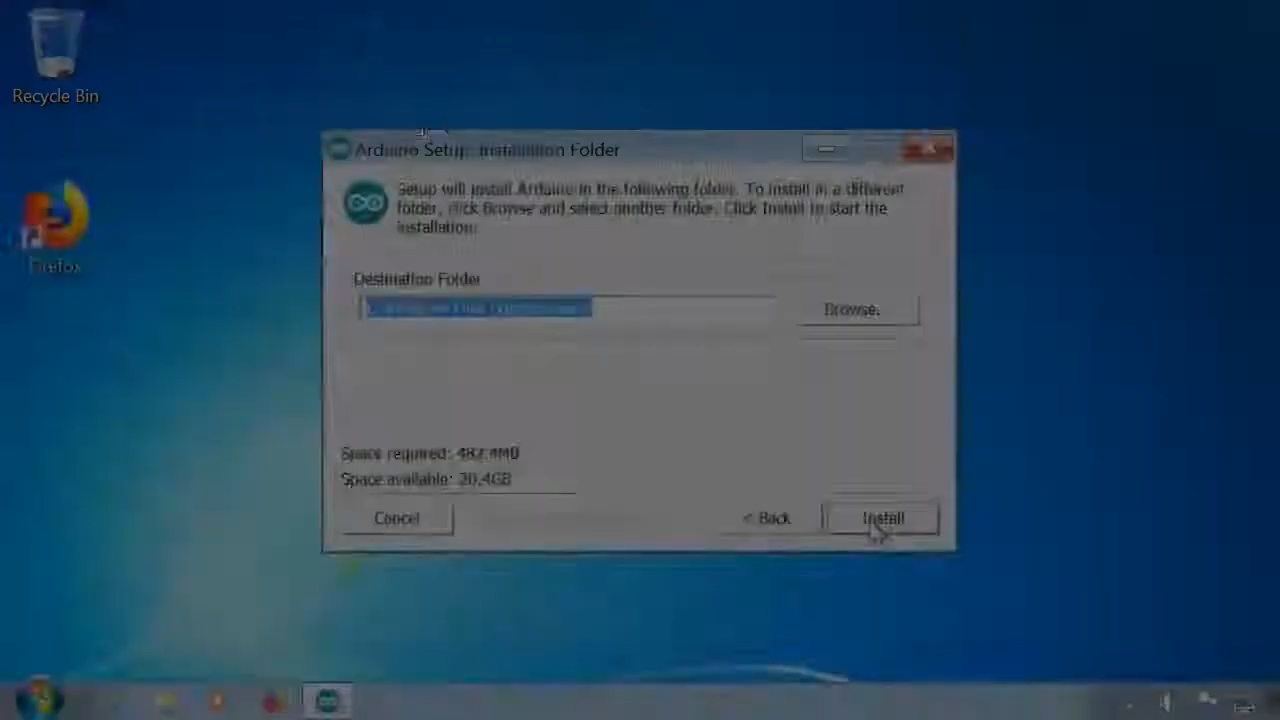 Recycle Bin
Firefox
Arduino Setup: Installation Folder
Setup will install Arduino in the following folder. To install in a different
folder, click Browse and select another folder. Click Install to start the
installation.
Destination Folder
Browse.
Space required: 482.4MB
Space available: 20.4GB
Cancel
< Back
Install